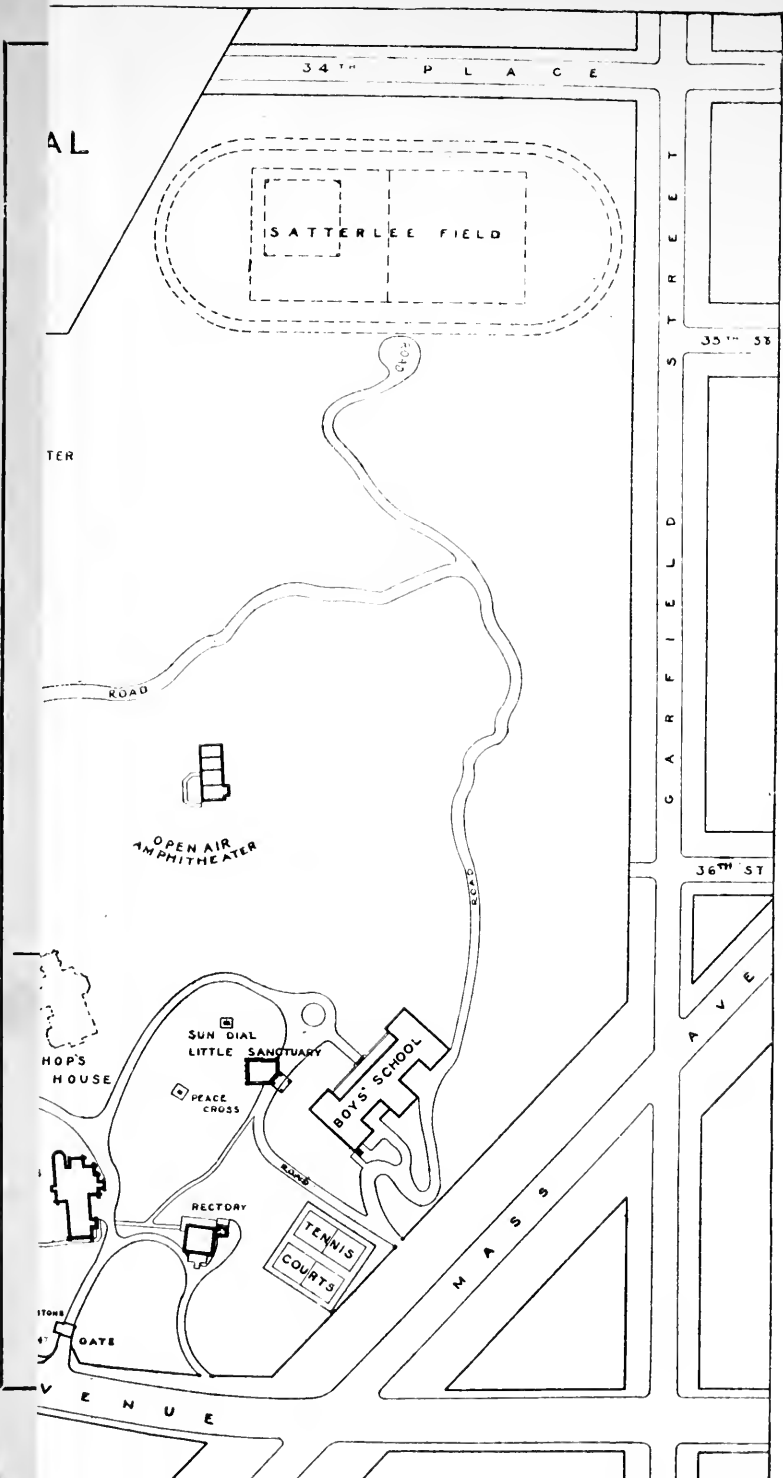 34TH PLACE
AL
SATTERLEE FIELD
GARFIELD STREET
35TH ST
ROAD
TER
ROAD
OPEN AIR
AMPHITHEATER
36TH ST
ROAD
MASS AVE
SUN DIAL
LITTLE SANCTUARY
HOP'S
HOUSE
PEACE
CROSS
BOYS' SCHOOL
ROAD
RECTORY
TENNIS
COURTS
GATE
VENUE